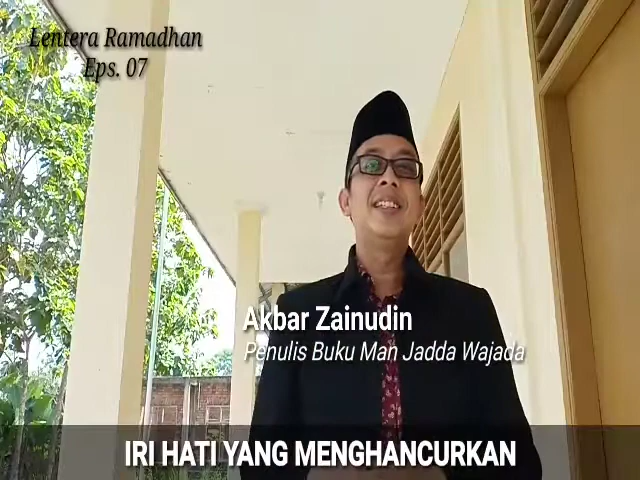 Lentera Ramadhan
Eps. 07
Akbar Zainudin
Penulis Buku Man Jadda Wajada
IRI HATI YANG MENGHANCURKAN